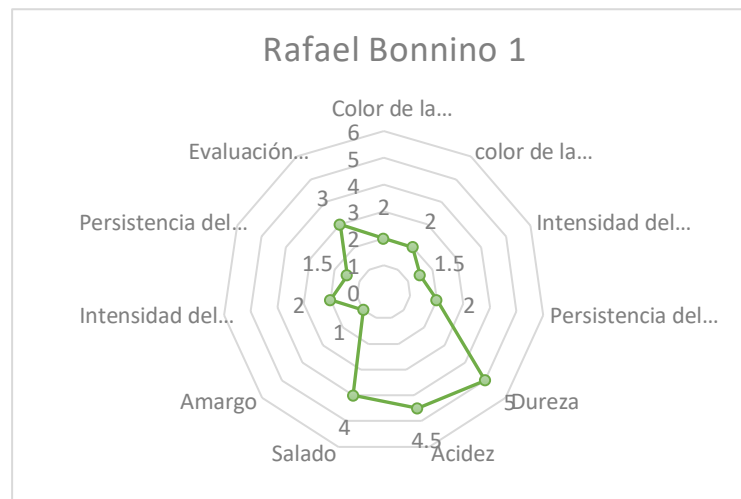 Rafael Bonnino 1
Color de la...
6
Evaluación...
color de la...
5
4
3
3
2
2
Persistencia del...
Intensidad del...
2
1.5
1
1.5
0
Intensidad del...
2
2
Persistencia del...
1
Amargo
Dureza
5
4
4.5
Salado
Acidez